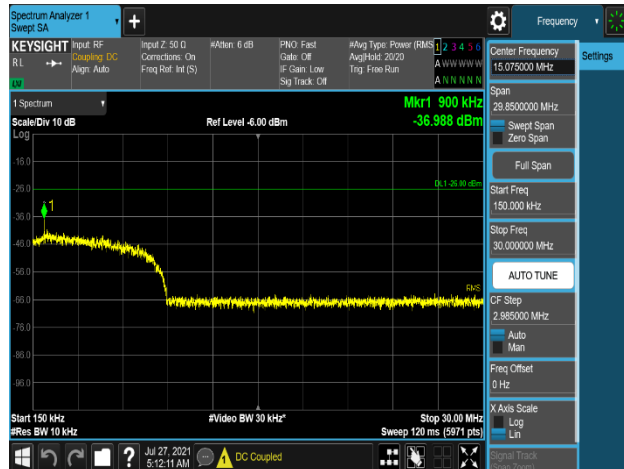 Spectrum Analyzer 1
Swept SA
+
Frequency
KEYSIGHT
RL
LW
Input: RF
Coupling: DC
Align: Auto
Input Z: 50 Ω
Corrections: On
Freq Ref: Int (S)
#Atten: 6 dB
PNO: Fast
Gate: Off
IF Gain: Low
Sig Track: Off
#Avg Type: Power (RMS
Avg|Hold: 20/20
Trig: Free Run
1 2 3 4 5 6
A W W W W W
A N N N N N
Settings
1 Spectrum
Scale/Div 10 dB
Log
Ref Level -6.00 dBm
Mkr1 900 kHz
-36.988 dBm
-16.0
-26.0
-36.0
-46.0
-56.0
-66.0
-76.0
-86.0
-96.0
1
DL1 -26.00 dBm
RMS
Start 150 kHz
#Res BW 10 kHz
#Video BW 30 kHz*
Stop 30.00 MHz
Sweep 120 ms (5971 pts)
Center Frequency
15.075000 MHz
Span
29.8500000 MHz
Swept Span
Zero Span
Full Span
Start Freq
150.000 kHz
Stop Freq
30.000000 MHz
AUTO TUNE
CF Step
2.985000 MHz
Auto
Man
Freq Offset
0 Hz
X Axis Scale
Log
Lin
Signal Track
(Span Zoom)
?
Jul 27, 2021
5:12:11 AM
DC Coupled